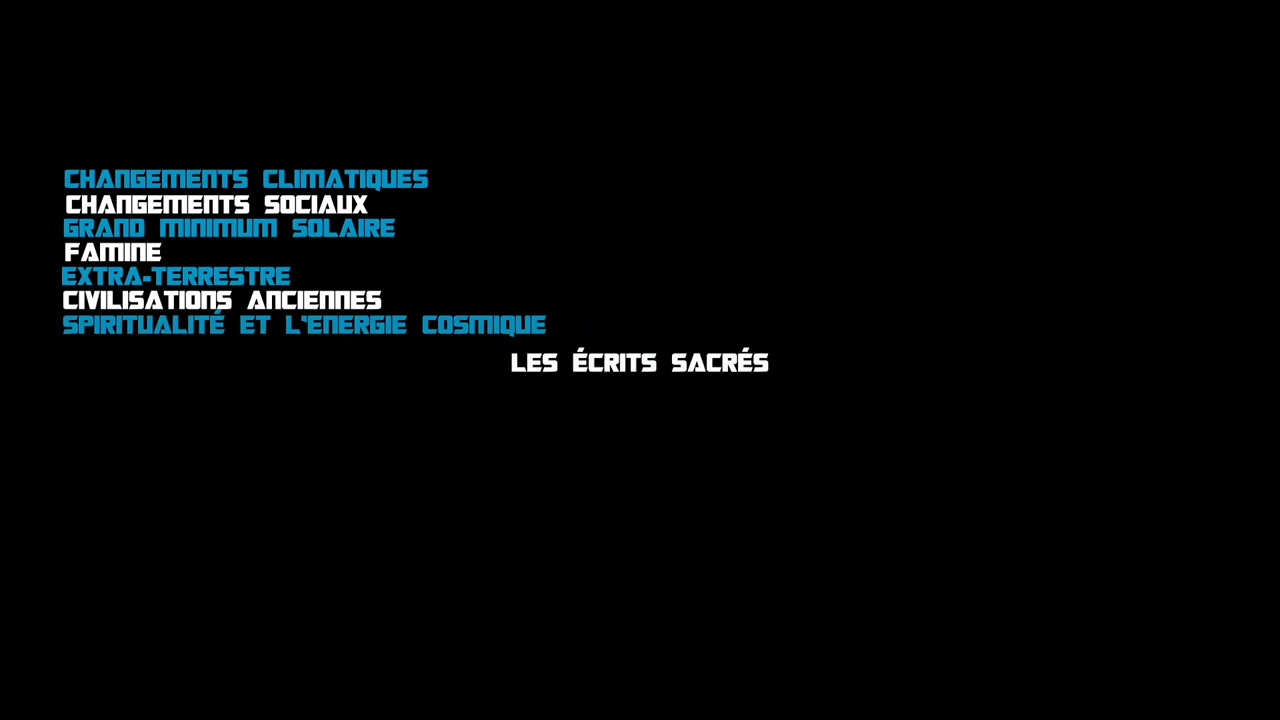 CHANGEMENTS CLIMATIQUES
CHANGEMENTS SOCIAUX
GRAND MINIMUM SOLAIRE
FAMINE
EXTRA-TERRESTRE
CIVILISATIONS ANCIENNES
SPIRITUALITÉ ET L'ENERGIE COSMIQUE
LES ÉCRITS SACRÉS